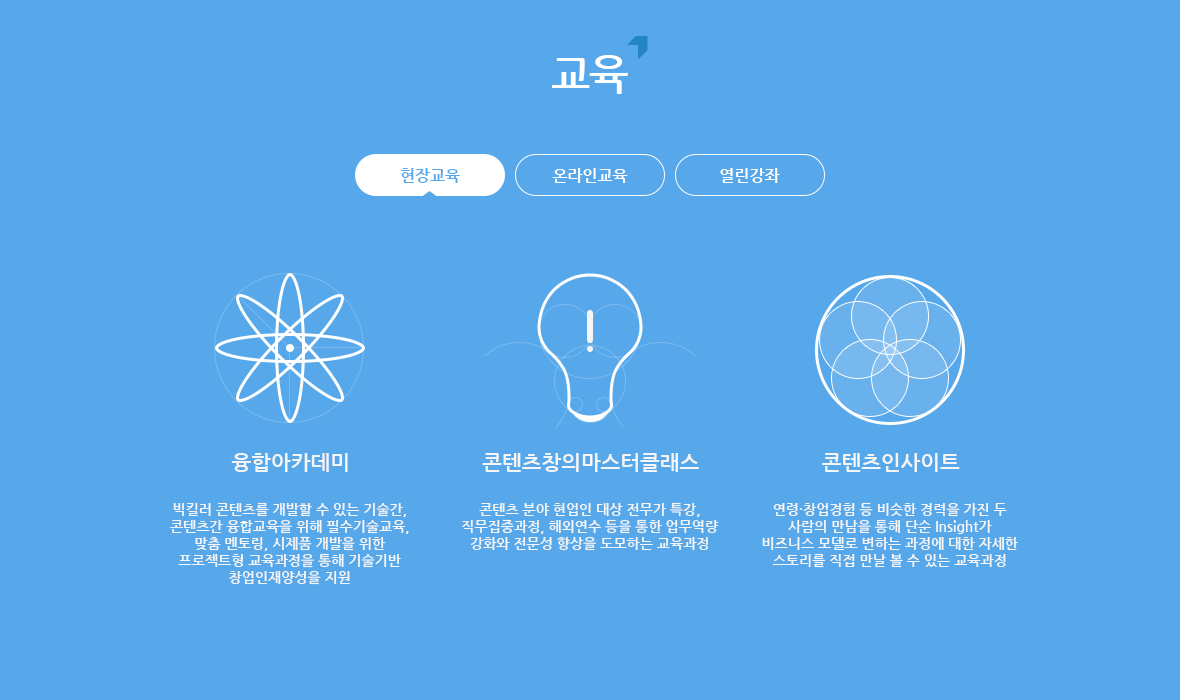 교육
현장교육
온라인교육
열린강좌
융합아카데미
빅킬러 콘텐츠를 개발할 수 있는 기술간,
콘텐츠간 융합교육을 위해 필수기술교육,
맞춤 멘토링, 시제품 개발을 위한
프로젝트형 교육과정을 통해 기술기반
창업인재양성을 지원
콘텐츠창의마스터클래스
콘텐츠 분야 현업인 대상 전문가 특강,
직무집중과정, 해외연수 등을 통한 업무역량
강화와 전문성 향상을 도모하는 교육과정
콘텐츠인사이트
연령·창업경험 등 비슷한 경력을 가진 두
사람의 만남을 통해 단순 Insight가
비즈니스 모델로 변하는 과정에 대한 자세한
스토리를 직접 만날 볼 수 있는 교육과정